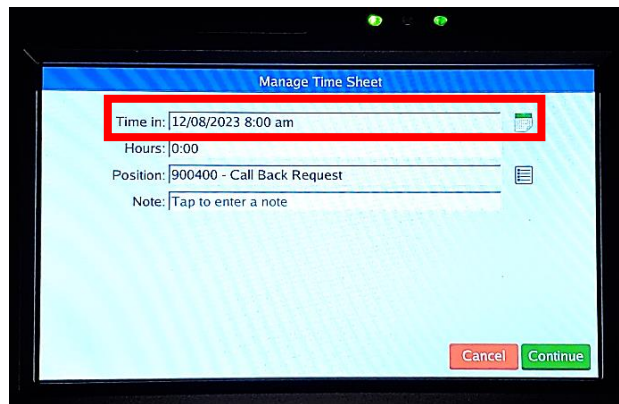 Manage Time Sheet
Time in: 12/08/2023 8:00 am
Hours: 0:00
Position: 900400 - Call Back Request
Note: Tap to enter a note
Cancel Continue